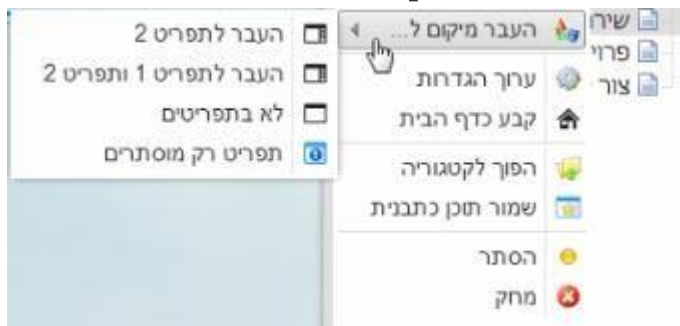 שירו
פרוי
צור
העבר מיקום ל...
ערוך הגדרות
קבע כדף הבית
הפוך לקטגוריה
שמור תוכן כתבנית
הסתר
מחק
העבר לתפריט 2
העבר לתפריט 1 ותפריט 2
לא בתפריטים
תפריט רק מוסתרים